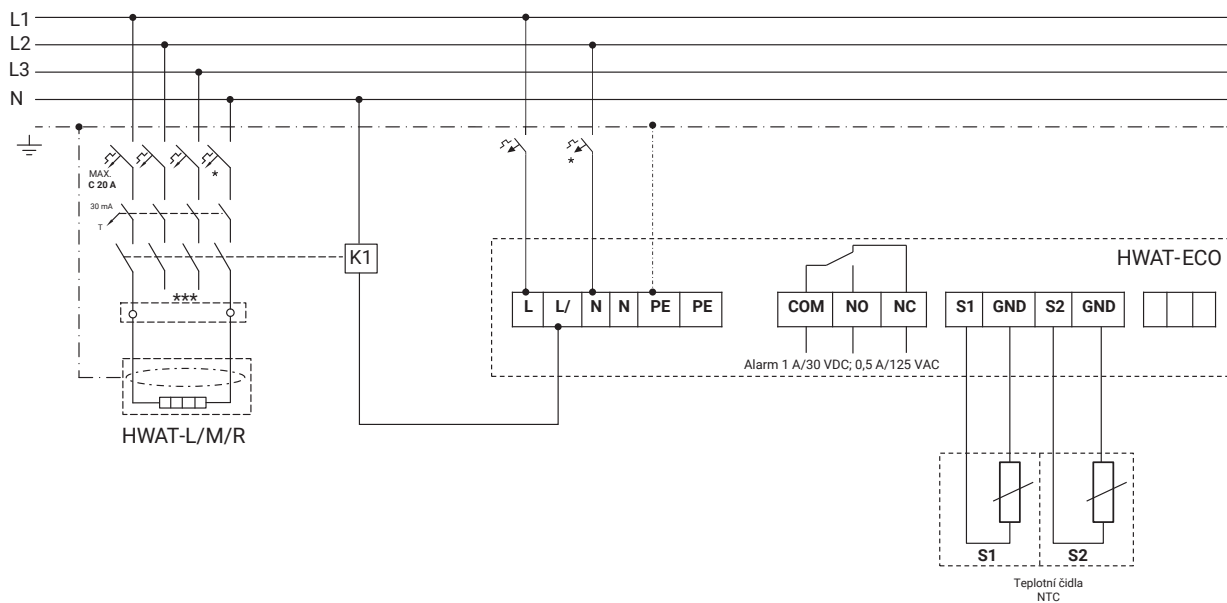 L1
L2
L3
N
MAX.
C 20 A
*
*
30 mA
T
K1
HWAT-ECO
***
L L/ N N PE PE
COM NO NC
S1 GND S2 GND
Alarm 1 A/30 VDC; 0,5 A/125 VAC
HWAT-L/M/R
S1 S2
Teplotní čidla
NTC